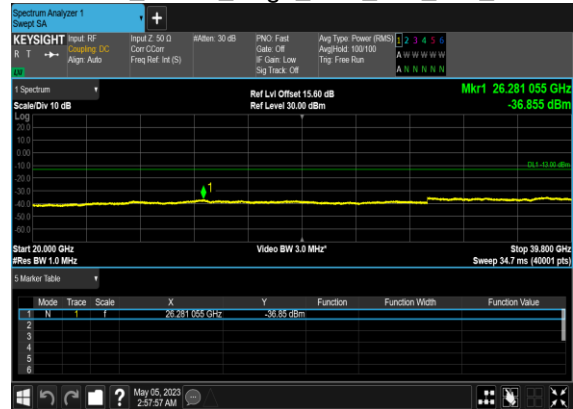 Spectrum Analyzer 1
Swept SA
+
KEYSIGHT Input: RF Input Z: 50 Ω #Atten: 30 dB PNO: Fast Avg Type: Power (RMS) 1 2 3 4 5 6
R T Coupling: DC Corr CCorr Gate: Off Avg|Hold: 100/100 A W W W W W
Align: Auto Freq Ref: Int (S) IF Gain: Low Trig: Free Run
Sig Track: Off A N N N N N
1 Spectrum Ref Lvl Offset 15.60 dB Mkr1 26.281 055 GHz
Scale/Div 10 dB Ref Level 30.00 dBm -36.855 dBm
Log
20.0
10.0
0.00
-10.0
DL1 -13.00 dBm
-20.0
-30.0
1
-40.0
-50.0
-60.0
Start 20.000 GHz Video BW 3.0 MHz* Stop 39.800 GHz
#Res BW 1.0 MHz Sweep 34.7 ms (40001 pts)
5 Marker Table
Mode Trace Scale X Y Function Function Width Function Value
1 N 1 f 26.281 055 GHz -36.85 dBm
2
3
4
5
6
? May 05, 2023
2:57:57 AM